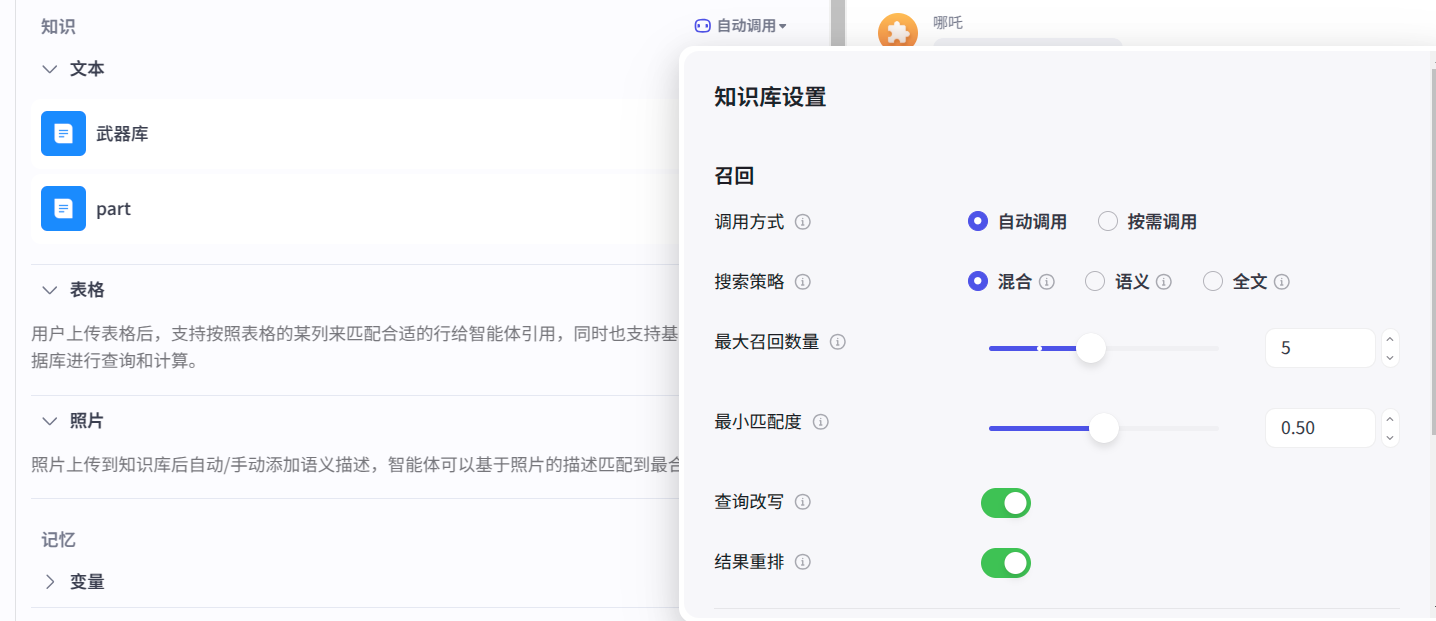 知识
自动调用
文本
武器库
part
表格
用户上传表格后，支持按照表格的某列来匹配合适的行给智能体引用，同时也支持基
据库进行查询和计算。
照片
照片上传到知识库后自动/手动添加语义描述，智能体可以基于照片的描述匹配到最合
记忆
变量
哪吒
知识库设置
召回
调用方式
自动调用
按需调用
搜索策略
混合
语义
全文
最大召回数量
5
最小匹配度
0.50
查询改写
结果重排